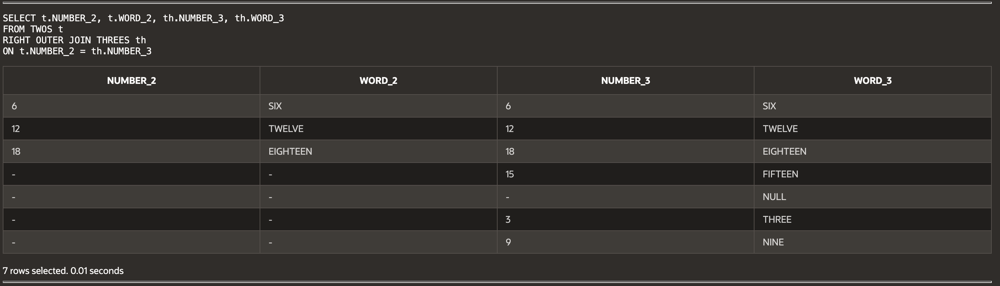 SELECT t.NUMBER_2, t.WORD_2, th.NUMBER_3, th.WORD_3
FROM TWOS t
RIGHT OUTER JOIN THREES th
ON t.NUMBER_2 = th.NUMBER_3
NUMBER_2 WORD_2 NUMBER_3 WORD_3
6 SIX 6 SIX
12 TWELVE 12 TWELVE
18 EIGHTEEN 18 EIGHTEEN
- - 15 FIFTEEN
- - - NULL
- - 3 THREE
- - 9 NINE
7 rows selected. 0.01 seconds